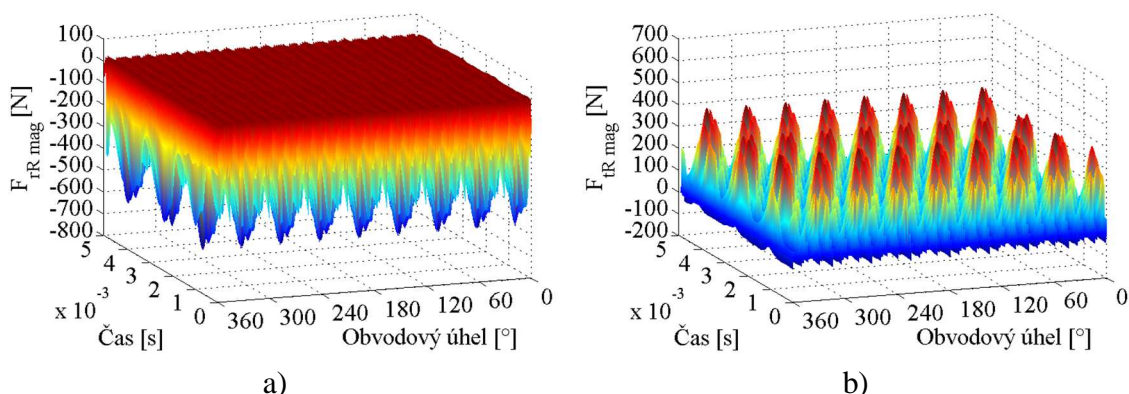 100
0
-100
-200
-300
-400
-500
-600
-700
-800
F rR mag [N]
5
4
3
2
1
0
x 10 -3
Čas [s]
360 300 240 180 120 60 0
Obvodový úhel [°]
a)
700
600
500
400
300
200
100
0
-100
-200
F tR mag [N]
5
4
3
2
1
0
x 10 -3
Čas [s]
360 300 240 180 120 60 0
Obvodový úhel [°]
b)